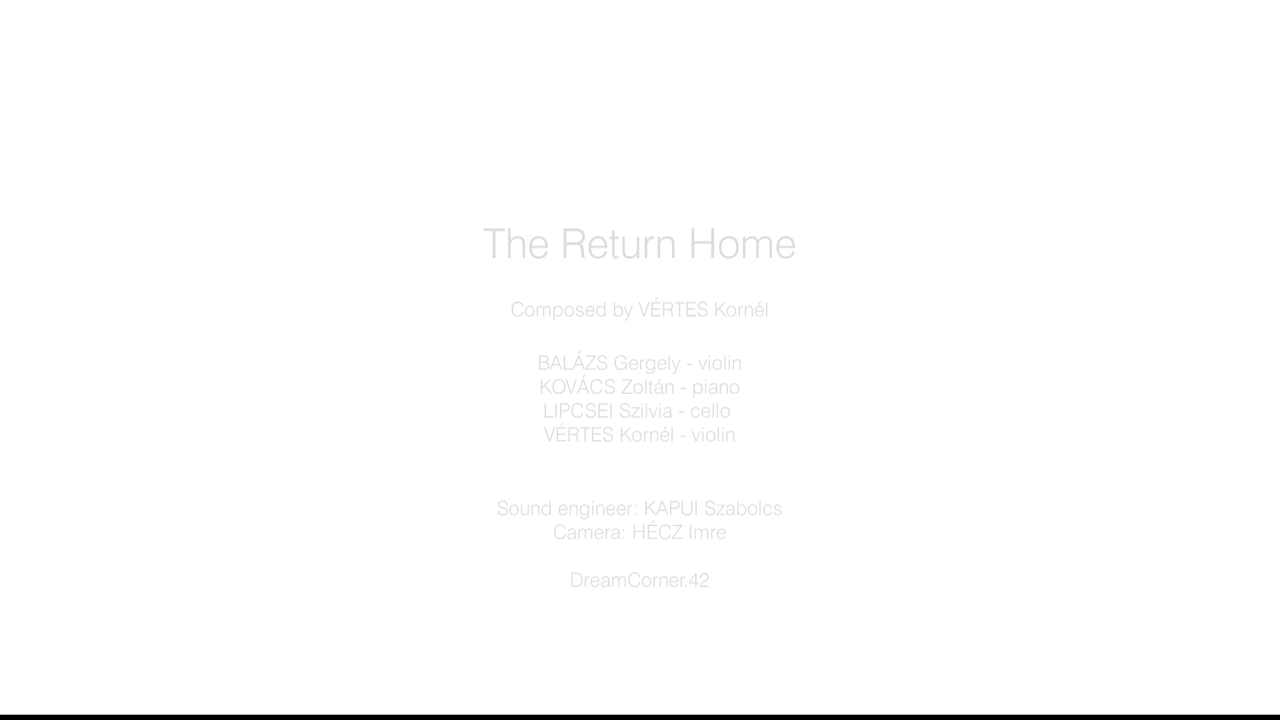 The Return Home
Composed by VÉRTES Kornél
BALÁZS Gergely - violin
KOVÁCS Zoltán - piano
LIPCSEI Szilvia - cello
VÉRTES Kornél - violin
Sound engineer: KAPUI Szabolcs
Camera: HÉCZ Imre
DreamCorner.42